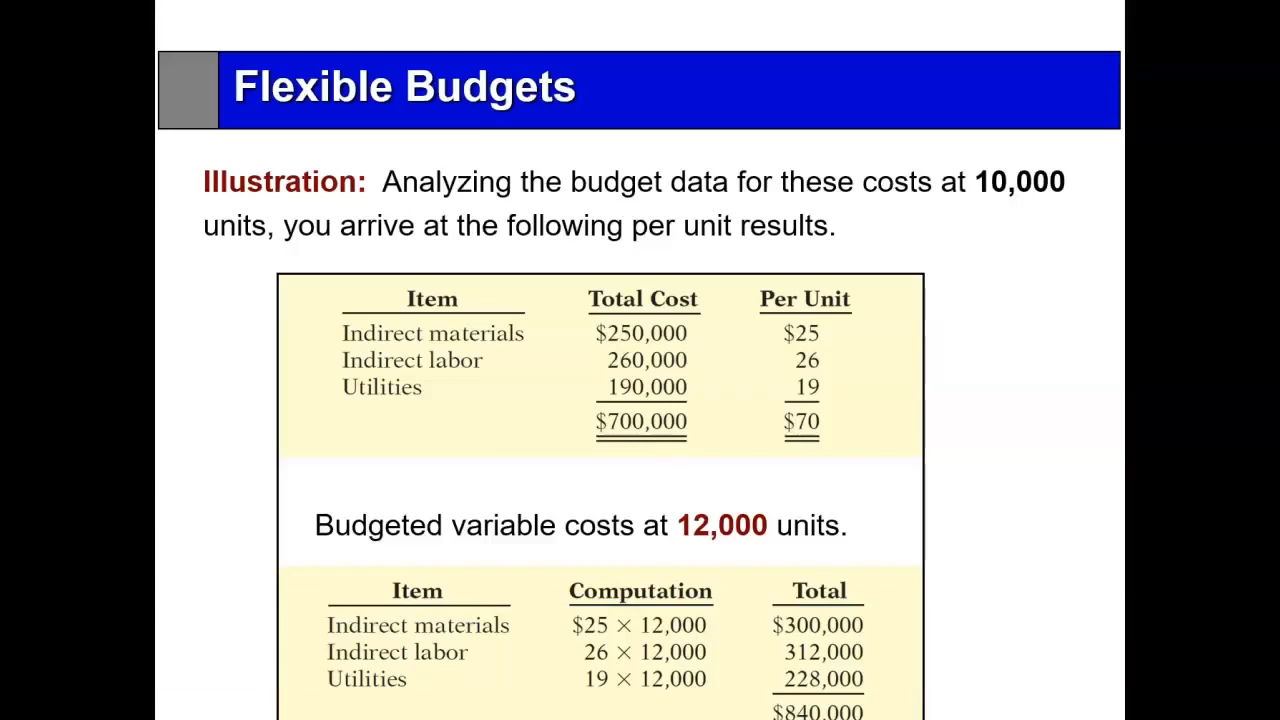 Flexible Budgets
Illustration: Analyzing the budget data for these costs at 10,000
units, you arrive at the following per unit results.
Item Total Cost Per Unit
Indirect materials $250,000 $25
Indirect labor 260,000 26
Utilities 190,000 19
$700,000 $70
Budgeted variable costs at 12,000 units.
Item Computation Total
Indirect materials $25 × 12,000 $300,000
Indirect labor 26 × 12,000 312,000
Utilities 19 × 12,000 228,000
$840,000